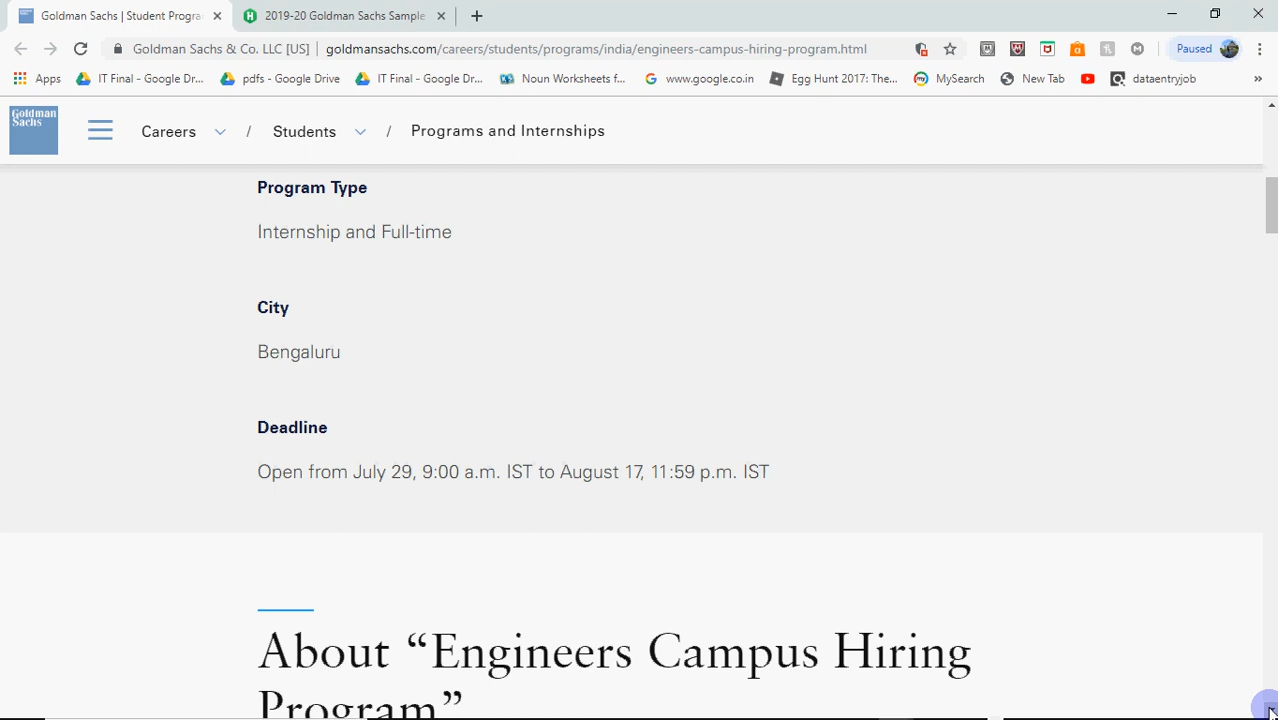 Goldman Sachs | Student Progra
2019-20 Goldman Sachs Sample
Goldman Sachs & Co. LLC [US] | goldmansachs.com/careers/students/programs/india/engineers-campus-hiring-program.html
Paused
Apps
IT Final - Google Dr...
pdfs - Google Drive
IT Final - Google Dr...
Noun Worksheets f...
www.google.co.in
Egg Hunt 2017: The...
MySearch
New Tab
dataentryjob
»
Goldman
Sachs
Careers / Students / Programs and Internships
Program Type
Internship and Full-time
City
Bengaluru
Deadline
Open from July 29, 9:00 a.m. IST to August 17, 11:59 p.m. IST
About “Engineers Campus Hiring
Program”